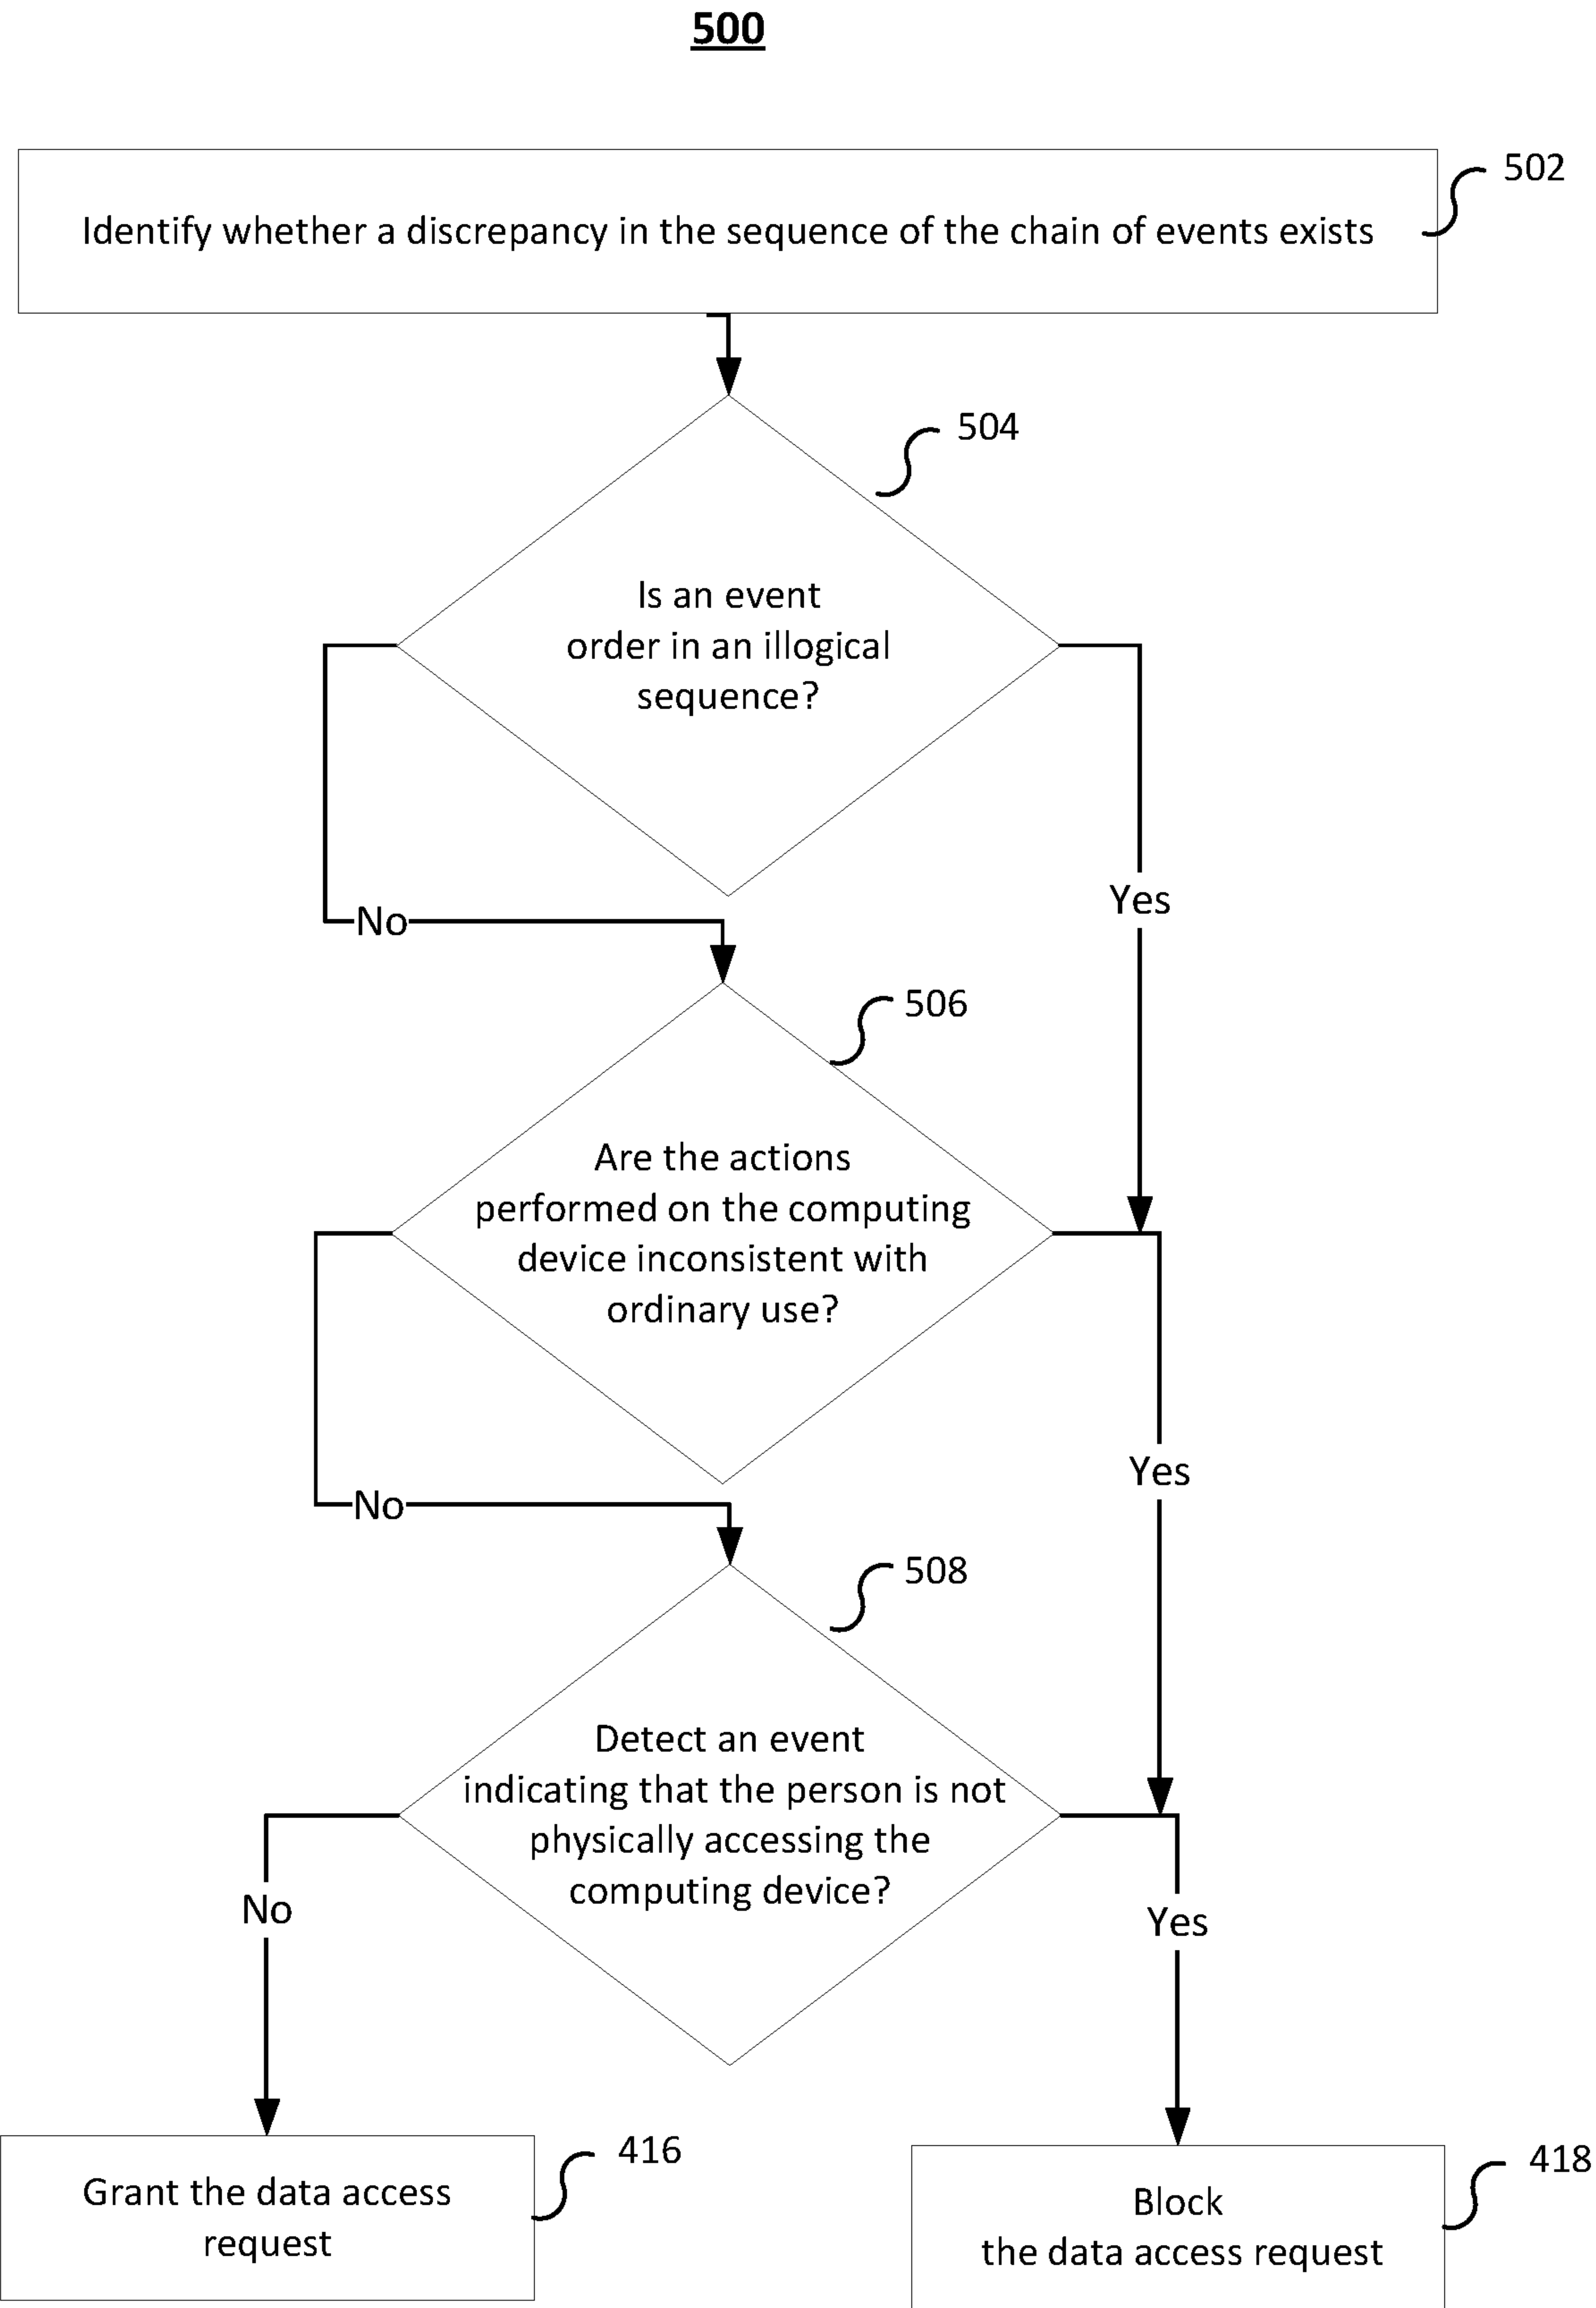 500
502
Identify whether a discrepancy in the sequence of the chain of events exists
504
Is an event
order in an illogical
sequence?
Yes
No
506
Are the actions
performed on the computing
device inconsistent with
ordinary use?
Yes
No
508
Detect an event
indicating that the person is not
physically accessing the
computing device?
No
Yes
416
Grant the data access
request
418
Block
the data access request